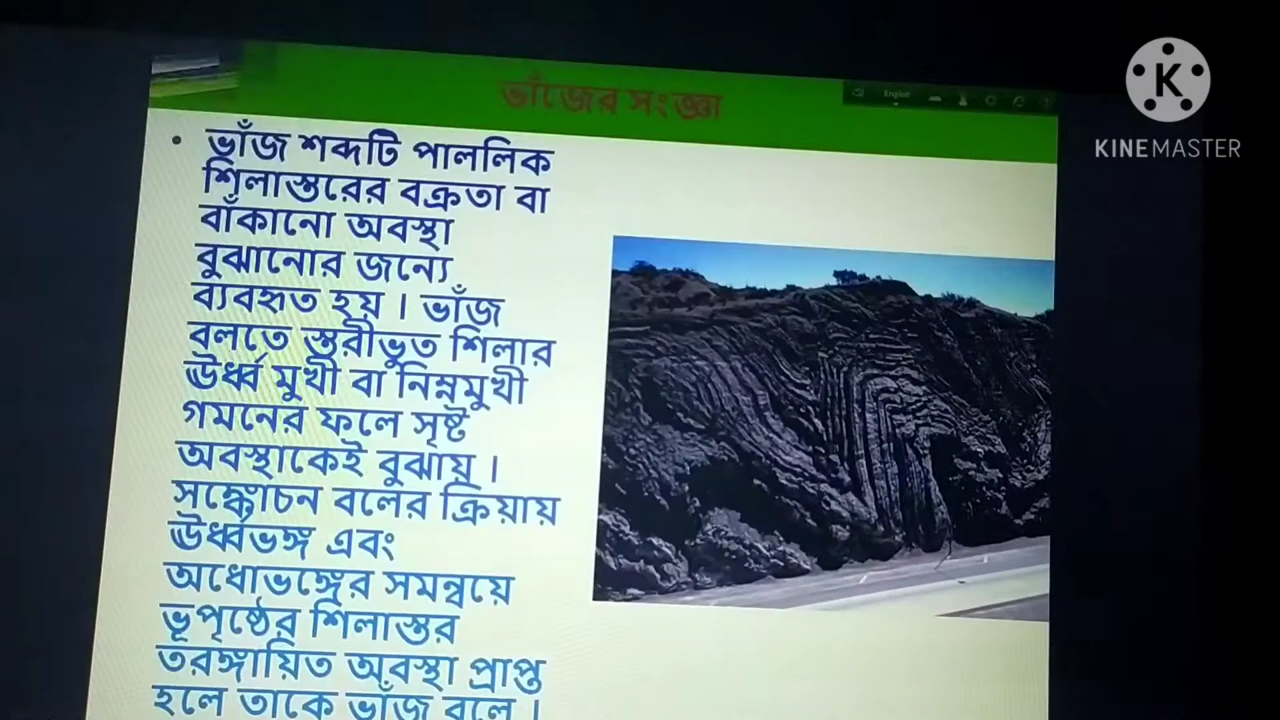 ভাঁজের সংজ্ঞা
English
KINEMASTER
• ভাঁজ শব্দটি পাললিক
শিলাস্তরের বক্রতা বা
বাঁকানো অবস্থা
বুঝানোর জন্যে
ব্যবহৃত হয় । ভাঁজ
বলতে স্তরীভুত শিলার
ঊর্ধ্ব মুখী বা নিম্নমুখী
গমনের ফলে সৃষ্ট
অবস্থাকেই বুঝায় ।
সঙ্কোচন বলের ক্রিয়ায়
ঊর্ধ্বভঙ্গ এবং
অধোভঙ্গের সমন্বয়ে
ভূপৃষ্ঠের শিলাস্তর
তরঙ্গায়িত অবস্থা প্রাপ্ত
হলে তাকে ভাঁজ বলে ।